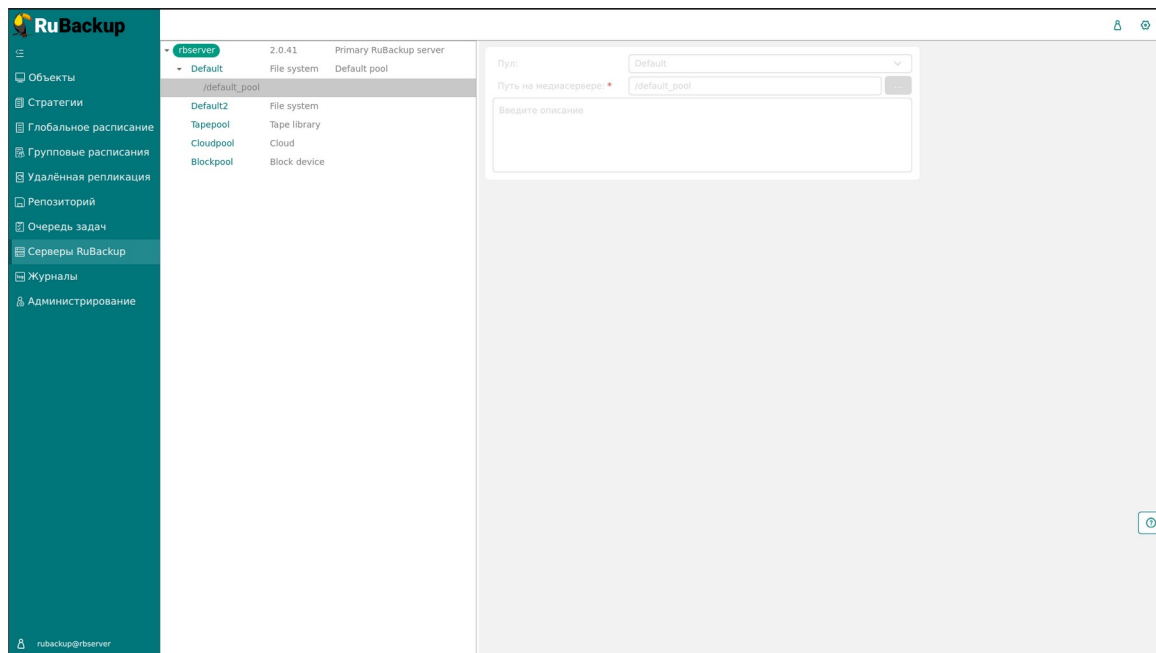 RuBackup
Объекты
Стратегии
Глобальное расписание
Групповые расписания
Удалённая репликация
Репозиторий
Очередь задач
Серверы RuBackup
Журналы
Администрирование
rubackup@rbserver
rbserver 2.0.41 Primary RuBackup server
Default File system Default pool
/default_pool
Default2 File system
Tapepool Tape library
Cloudpool Cloud
Blockpool Block device
Пул: Default
Путь на медиасервере: * /default_pool ...
Введите описание